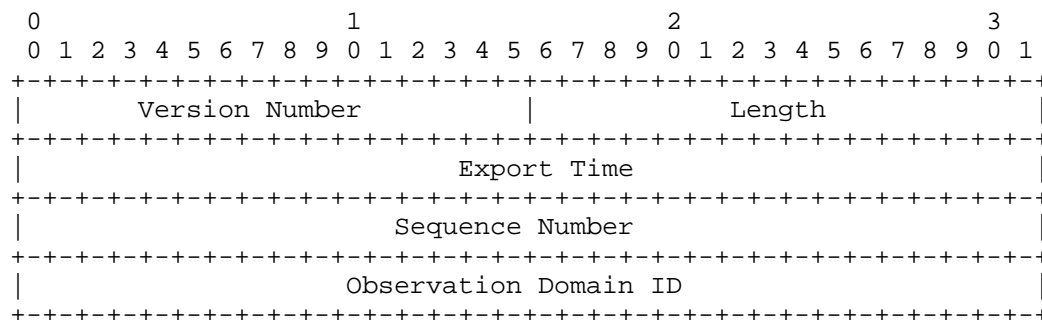 0                   1                   2                   3
0 1 2 3 4 5 6 7 8 9 0 1 2 3 4 5 6 7 8 9 0 1 2 3 4 5 6 7 8 9 0 1
+-+-+-+-+-+-+-+-+-+-+-+-+-+-+-+-+-+-+-+-+-+-+-+-+-+-+-+-+-+-+-+-+
|       Version Number          |            Length             |
+-+-+-+-+-+-+-+-+-+-+-+-+-+-+-+-+-+-+-+-+-+-+-+-+-+-+-+-+-+-+-+-+
|                           Export Time                         |
+-+-+-+-+-+-+-+-+-+-+-+-+-+-+-+-+-+-+-+-+-+-+-+-+-+-+-+-+-+-+-+-+
|                       Sequence Number                         |
+-+-+-+-+-+-+-+-+-+-+-+-+-+-+-+-+-+-+-+-+-+-+-+-+-+-+-+-+-+-+-+-+
|                    Observation Domain ID                      |
+-+-+-+-+-+-+-+-+-+-+-+-+-+-+-+-+-+-+-+-+-+-+-+-+-+-+-+-+-+-+-+-+